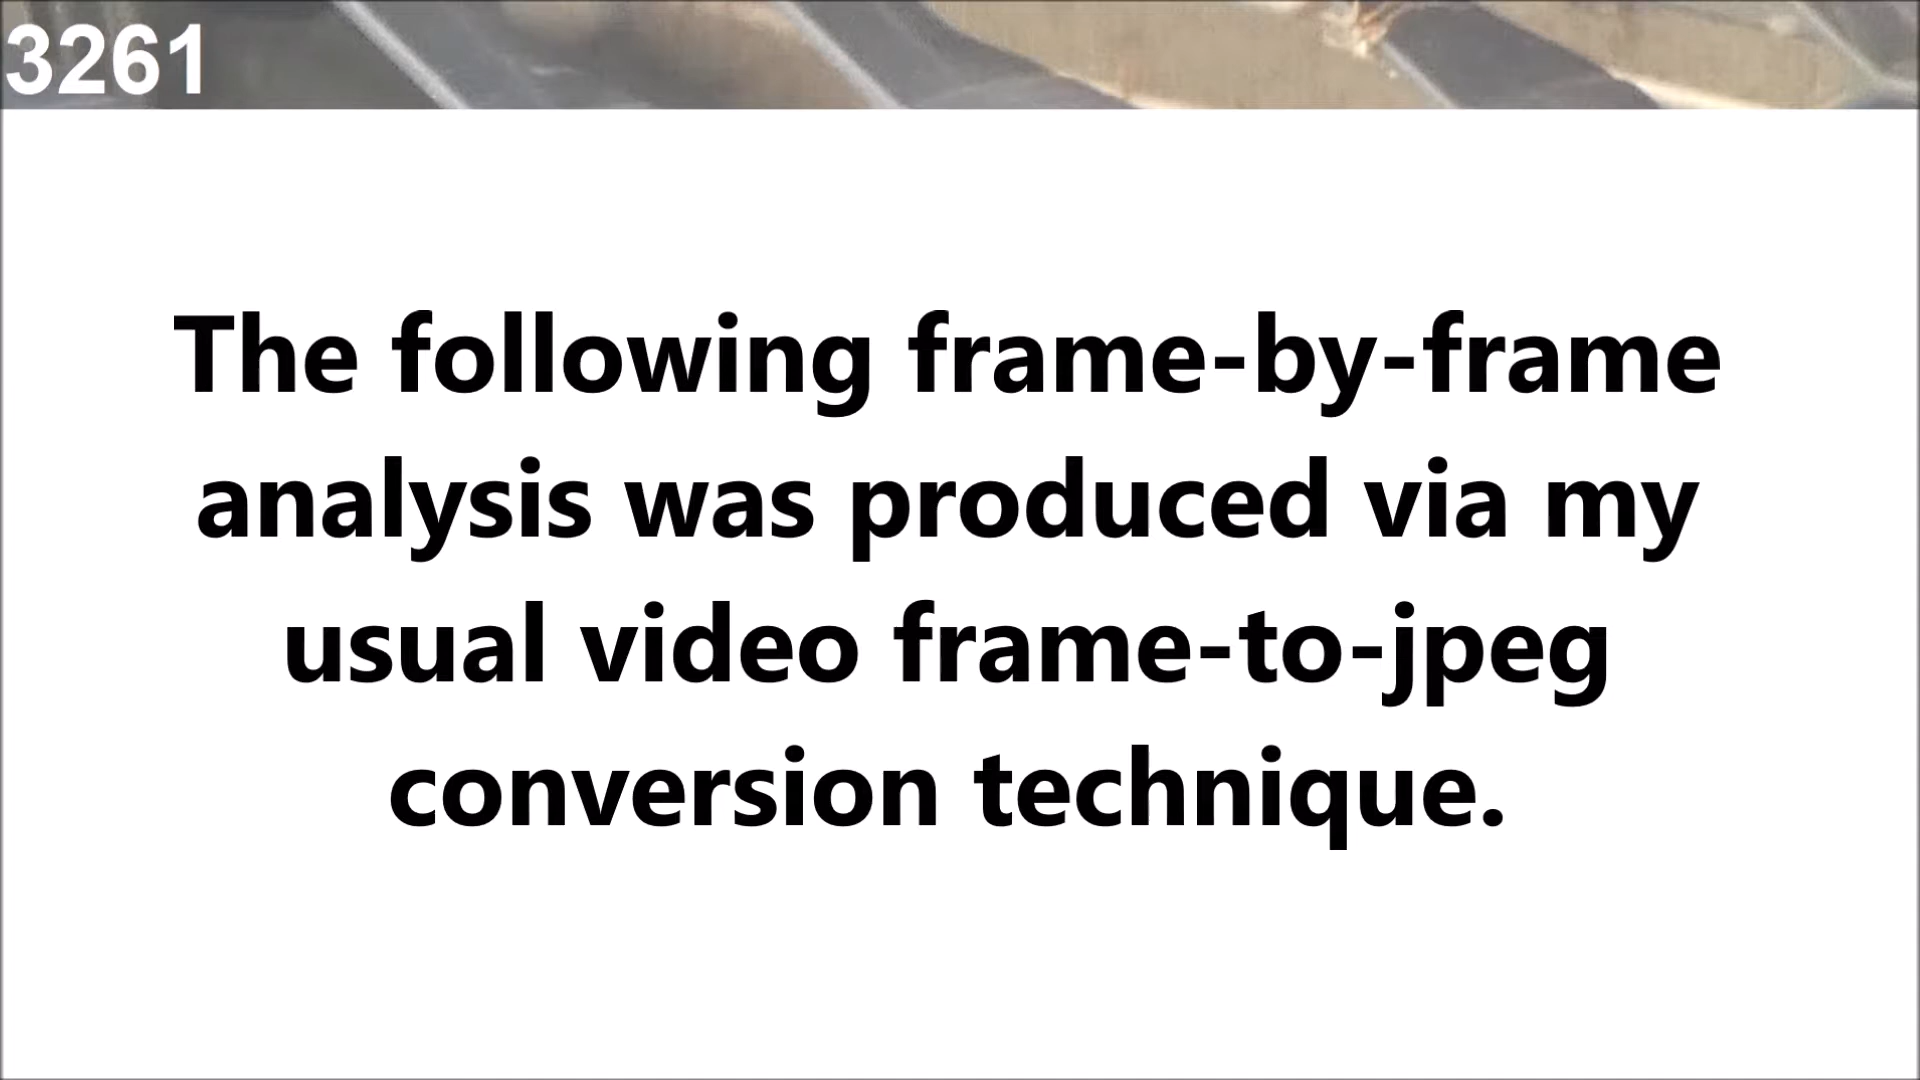 3261
The following frame-by-frame
analysis was produced via my
usual video frame-to-jpeg
conversion technique.